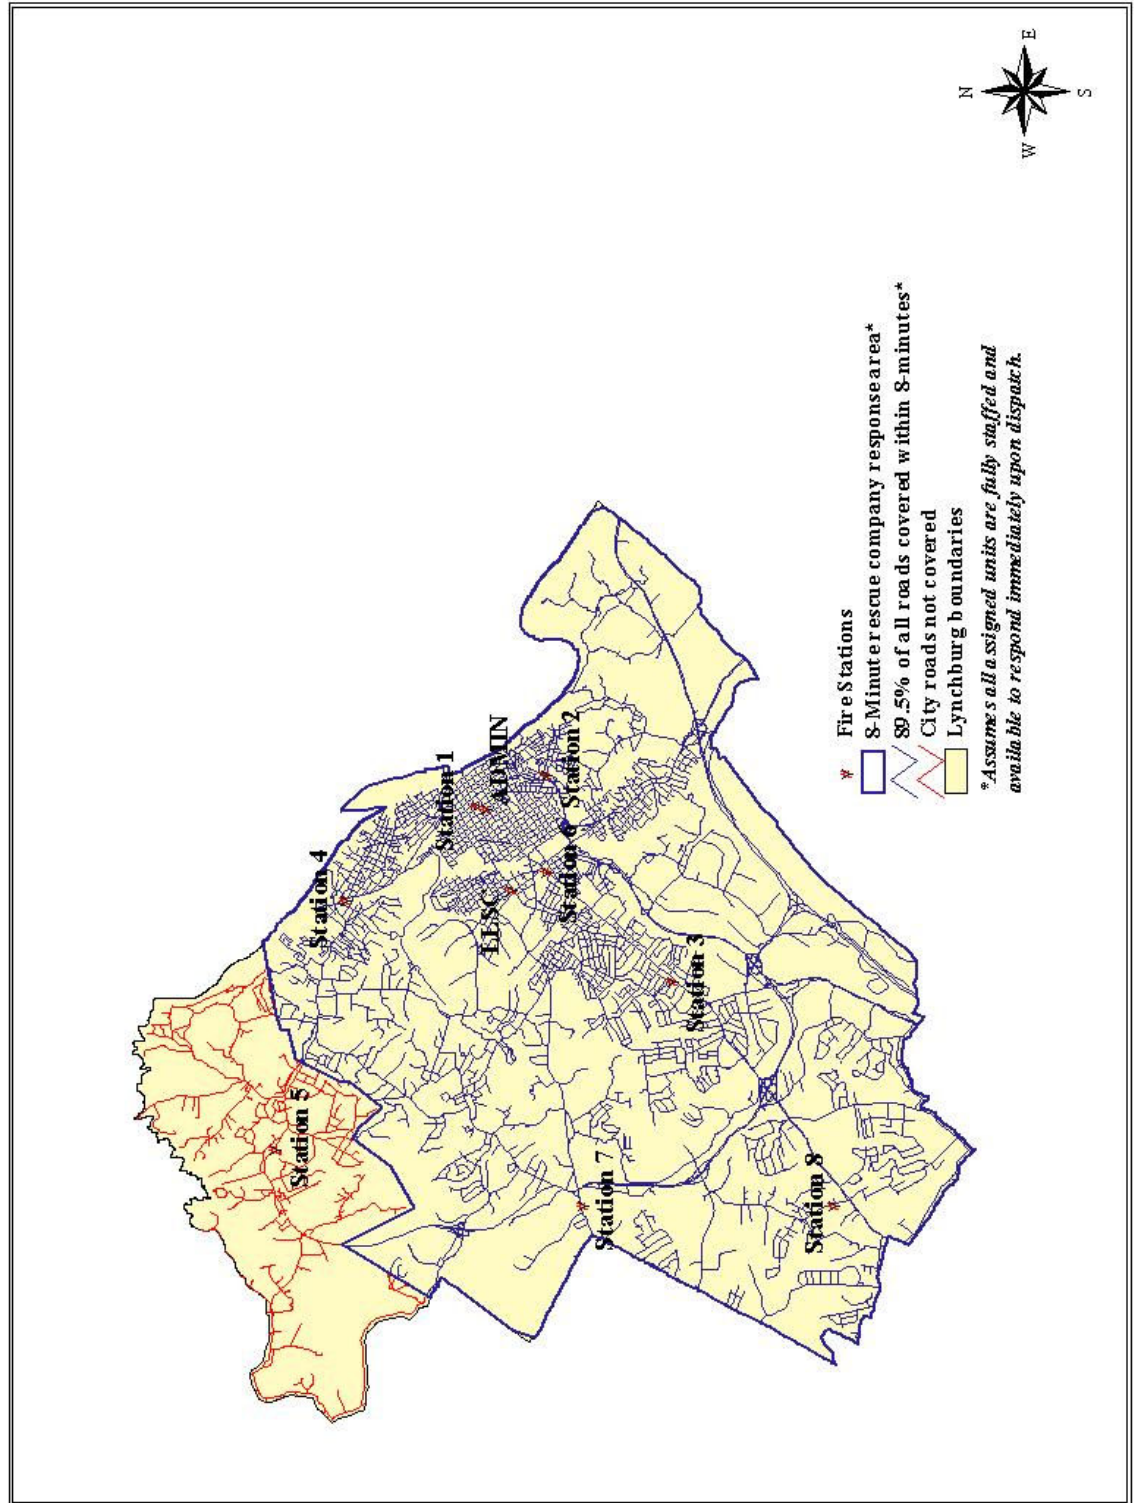 Station 5
Station 4
Station 1
LLSC
ADMIN
Station 6
Station 2
Station 7
Station 3
Station 8
Fire Stations
8-Minute rescue company response area*
89.5% of all roads covered within 8-minutes*
City roads not covered
Lynchburg boundaries
*Assumes all assigned units are fully staffed and
available to respond immediately upon dispatch.
N
W E
S